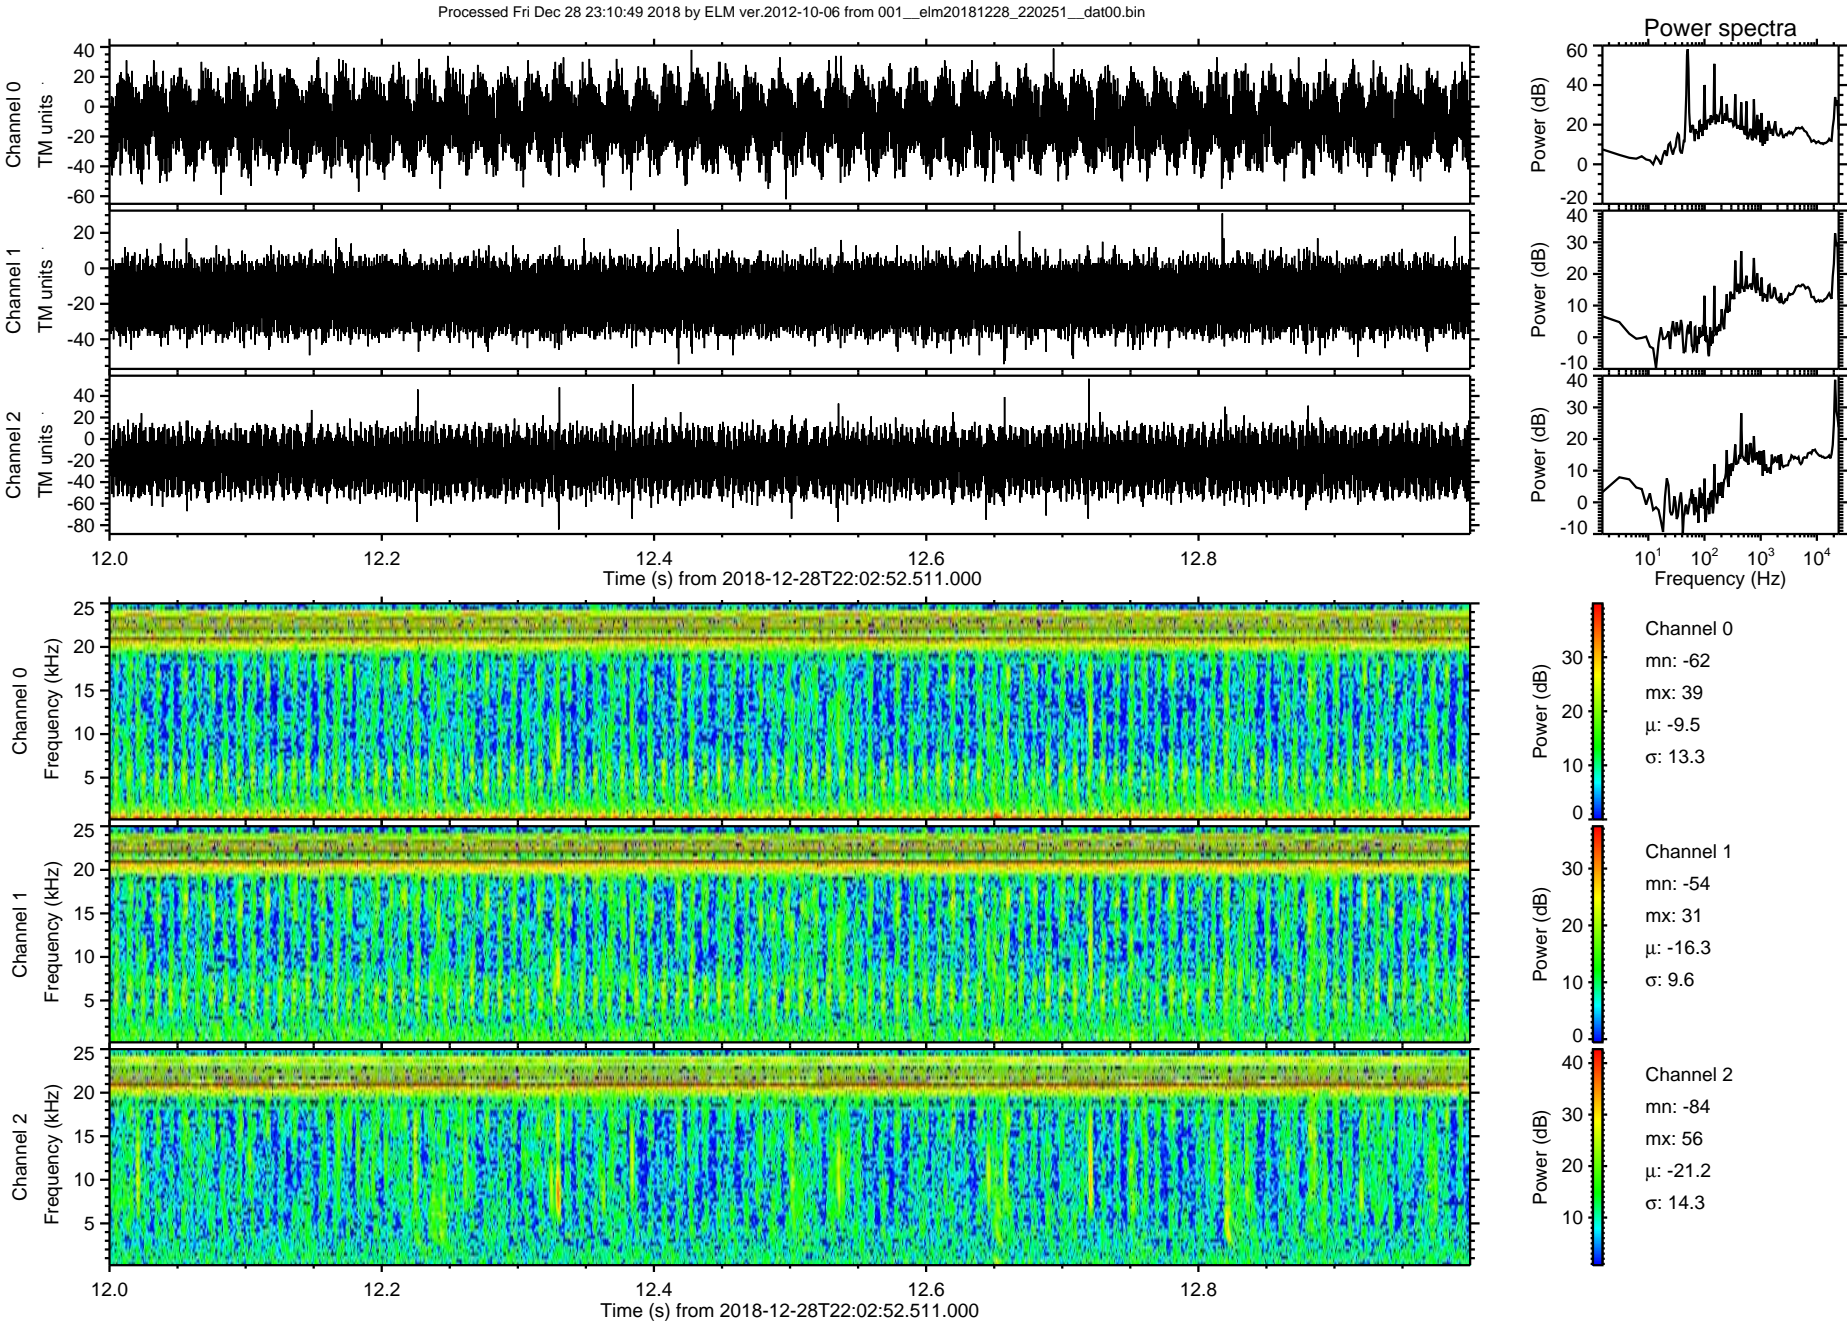 Processed Fri Dec 28 23:10:49 2018 by ELM ver.2012-10-06 from 001__elm20181228_220251__dat00.bin
Power spectra
Channel 0
TM units
40
20
0
-20
-40
-60
Power (dB)
60
40
20
0
-20
Channel 1
TM units
20
0
-20
-40
Power (dB)
40
30
20
10
0
-10
Channel 2
TM units
40
20
0
-20
-40
-60
-80
Power (dB)
40
30
20
10
0
-10
12.0 12.2 12.4 12.6 12.8
Time (s) from 2018-12-28T22:02:52.511.000
10^1 10^2 10^3 10^4
Frequency (Hz)
Channel 0
Frequency (kHz)
25
20
15
10
5
Power (dB)
30
20
10
0
Channel 0
mn: -62
mx: 39
μ: -9.5
σ: 13.3
Channel 1
Frequency (kHz)
25
20
15
10
5
Power (dB)
30
20
10
0
Channel 1
mn: -54
mx: 31
μ: -16.3
σ: 9.6
Channel 2
Frequency (kHz)
25
20
15
10
5
Power (dB)
40
30
20
10
Channel 2
mn: -84
mx: 56
μ: -21.2
σ: 14.3
12.0 12.2 12.4 12.6 12.8
Time (s) from 2018-12-28T22:02:52.511.000